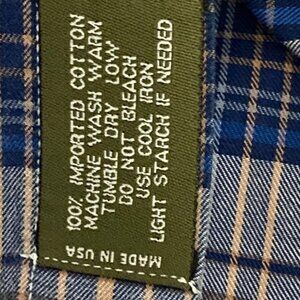 100% IMPORTED COTTON
MACHINE WASH WARM
TUMBLE DRY LOW
DO NOT BLEACH
USE COOL IRON
LIGHT STARCH IF NEEDED
MADE IN USA